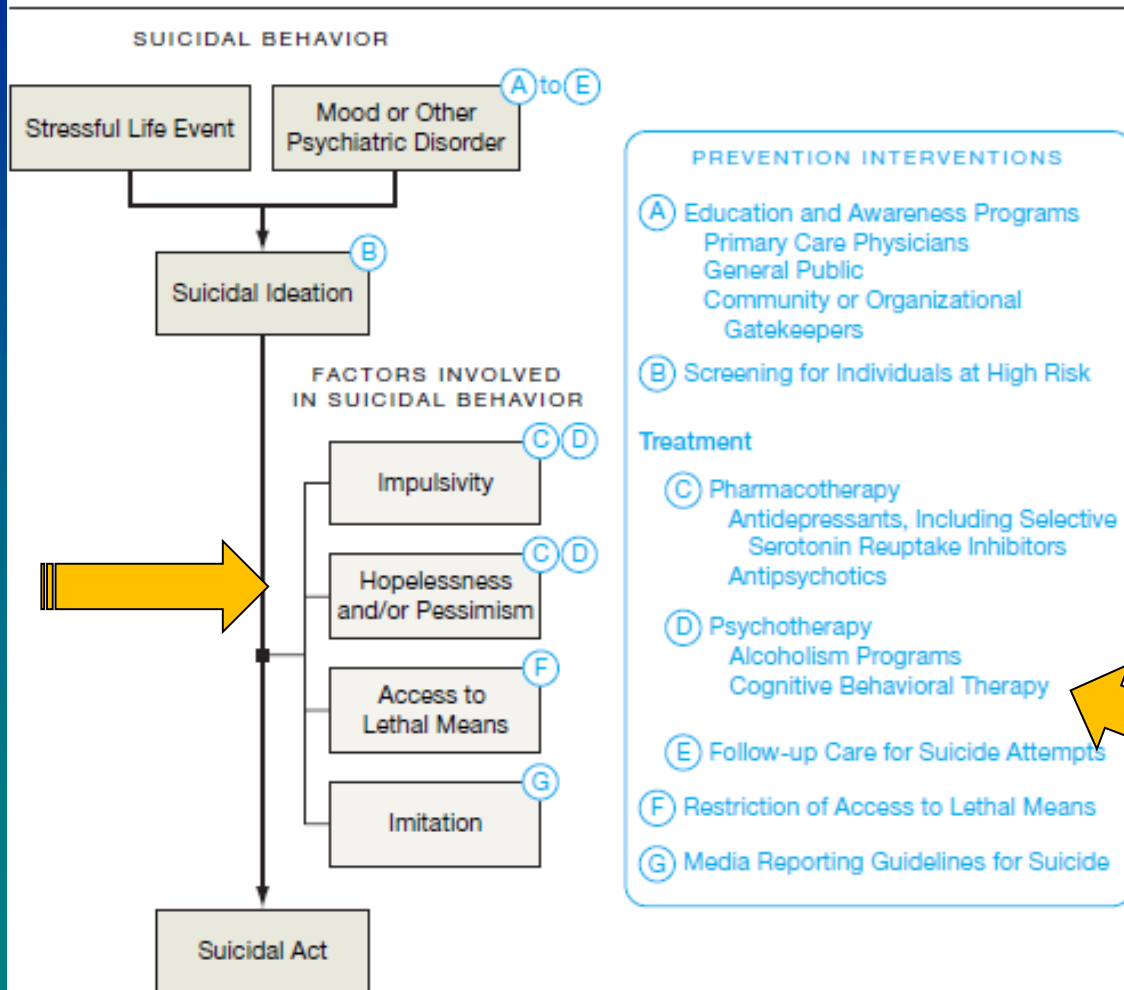 SUICIDAL BEHAVIOR
Stressful Life Event
Mood or Other
Psychiatric Disorder
A to E
Suicidal Ideation
B
FACTORS INVOLVED
IN SUICIDAL BEHAVIOR
Impulsivity
C D
Hopelessness
and/or Pessimism
C D
Access to
Lethal Means
F
Imitation
G
Suicidal Act
PREVENTION INTERVENTIONS
A Education and Awareness Programs
Primary Care Physicians
General Public
Community or Organizational
Gatekeepers
B Screening for Individuals at High Risk
Treatment
C Pharmacotherapy
Antidepressants, Including Selective
Serotonin Reuptake Inhibitors
Antipsychotics
D Psychotherapy
Alcoholism Programs
Cognitive Behavioral Therapy
E Follow-up Care for Suicide Attempts
F Restriction of Access to Lethal Means
G Media Reporting Guidelines for Suicide